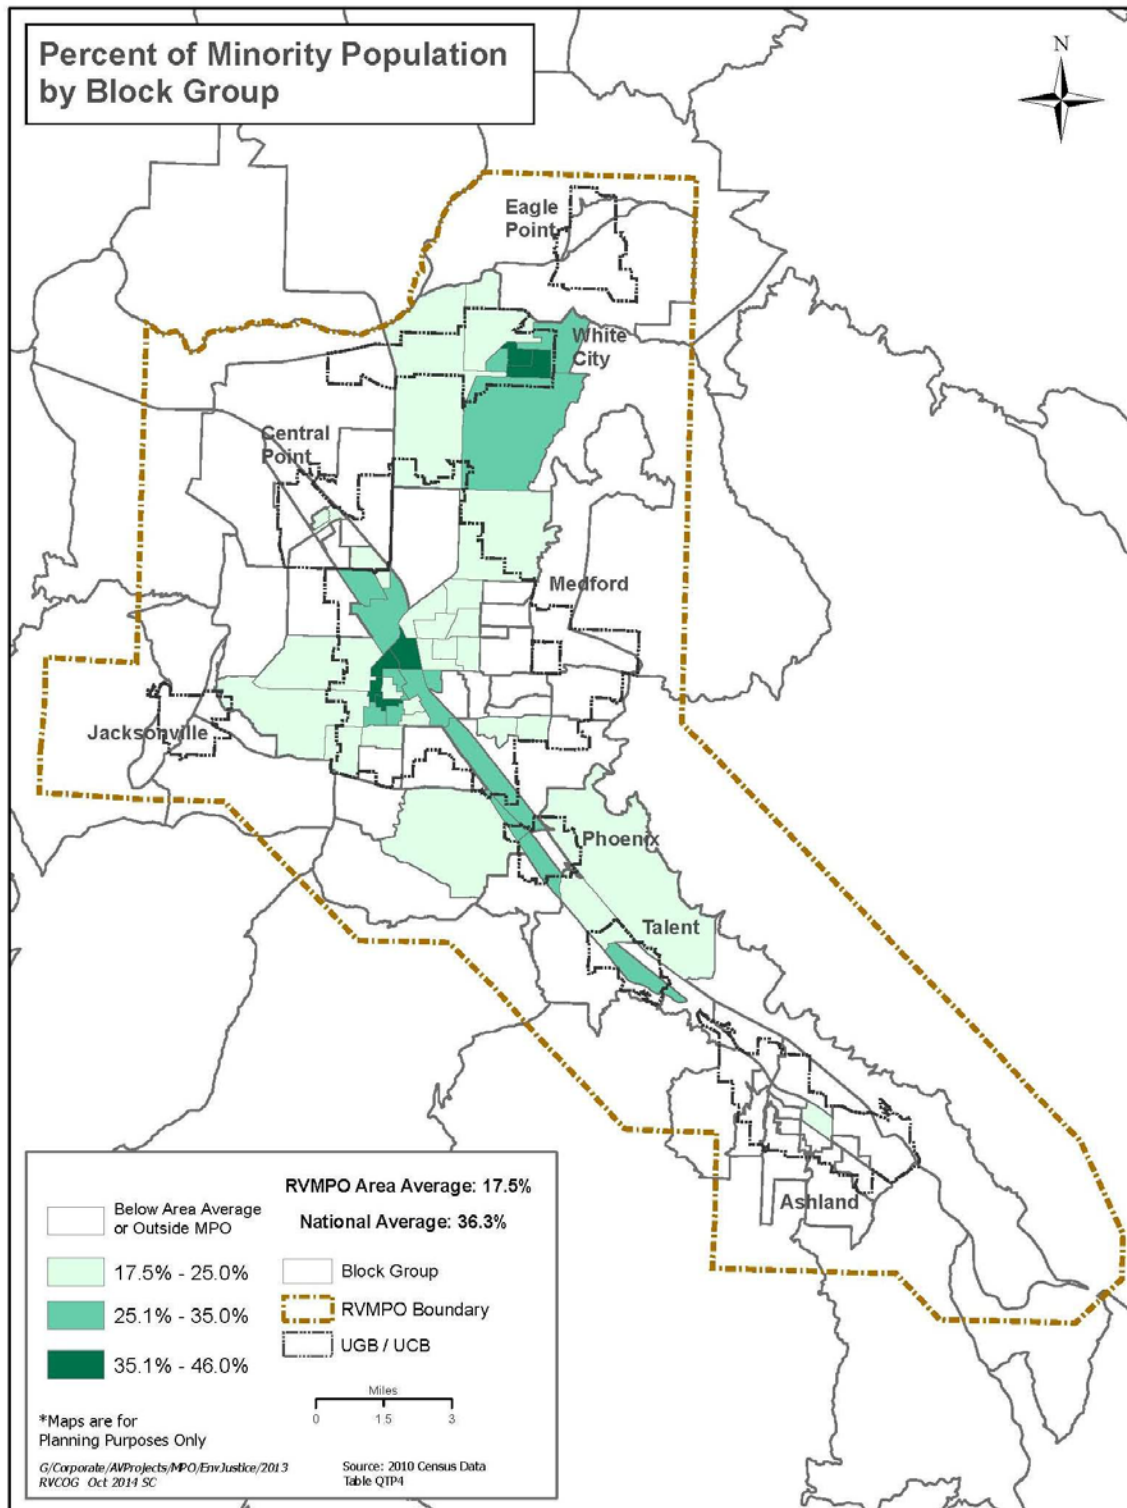 Percent of Minority Population
by Block Group
N
Eagle
Point
White
City
Central
Point
Medford
Jacksonville
Phoenix
Talent
Ashland
RVMPO Area Average: 17.5%
National Average: 36.3%
Below Area Average
or Outside MPO
17.5% - 25.0%
25.1% - 35.0%
35.1% - 46.0%
Block Group
RVMPO Boundary
UGB / UCB
Miles
0 1.5 3
*Maps are for
Planning Purposes Only
G/Corporate/AVProjects/MPO/EnvJustice/2013
RVCOG Oct 2014 SC
Source: 2010 Census Data
Table QTP4